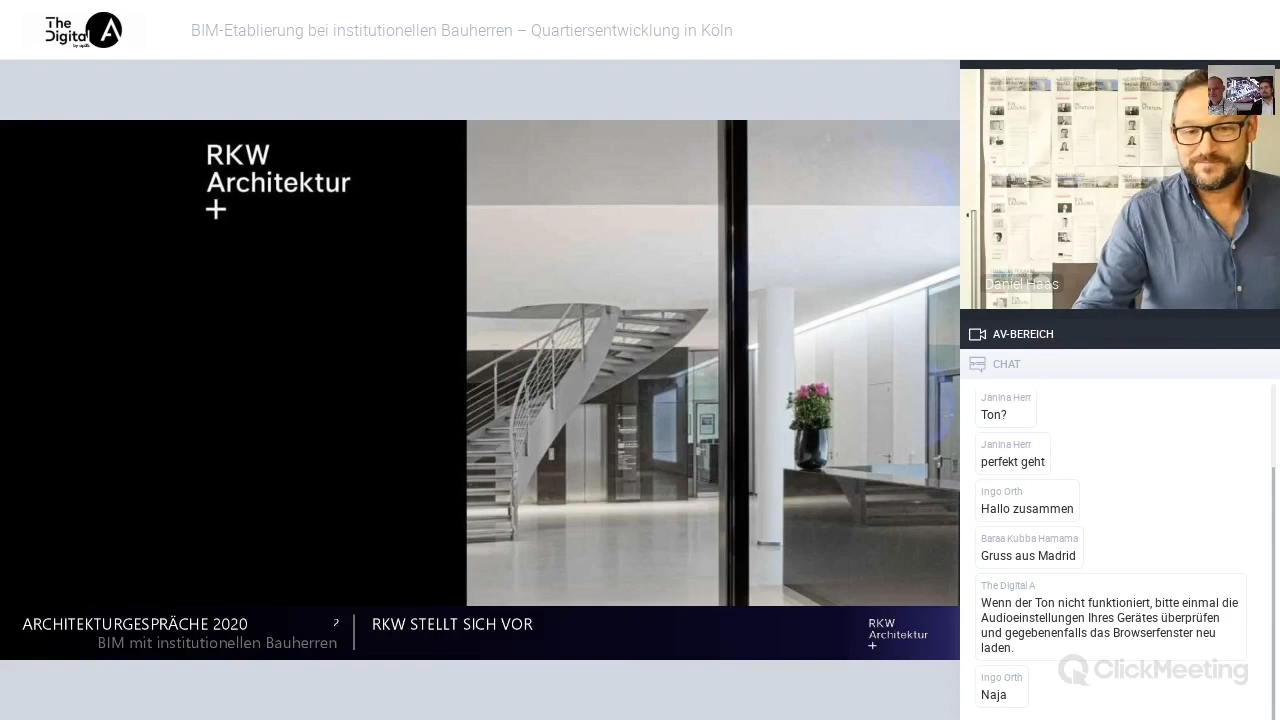 The
Digital
by
BIM-Etablierung bei institutionellen Bauherren – Quartiersentwicklung in Köln
RKW
Architektur
+
ARCHITEKTURGESPRÄCHE 2020
BIM mit institutionellen Bauherren
RKW STELLT SICH VOR
RKW
Architektur
+
Daniel Haas
AV-BEREICH
CHAT
Janina Herr
Ton?
Janina Herr
perfekt geht
Ingo Orth
Hallo zusammen
Baraa Kubba Hamama
Gruss aus Madrid
The Digital A
Wenn der Ton nicht funktioniert, bitte einmal die
Audioeinstellungen Ihres Gerätes überprüfen
und gegebenenfalls das Browserfenster neu
laden.
ClickMeeting
Ingo Orth
Naja